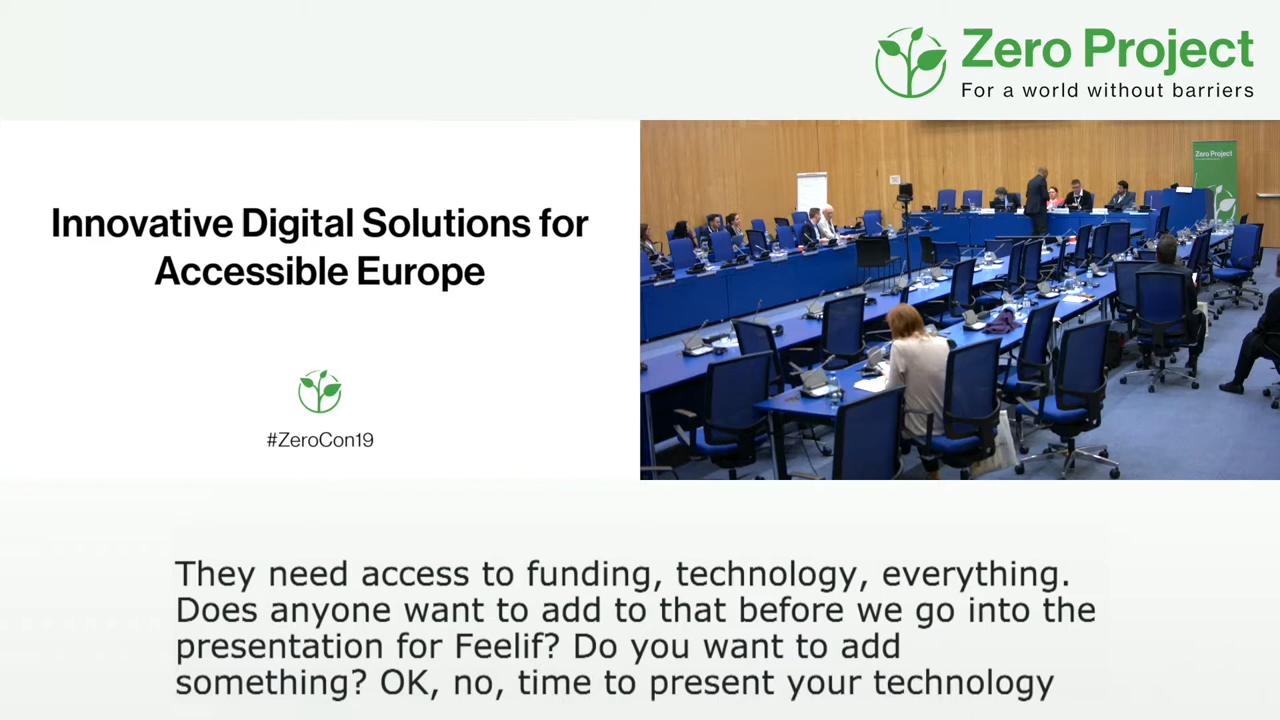 Zero Project
For a world without barriers
Innovative Digital Solutions for
Accessible Europe
#ZeroCon19
Zero Project
They need access to funding, technology, everything.
Does anyone want to add to that before we go into the
presentation for Feelif? Do you want to add
something? OK, no, time to present your technology